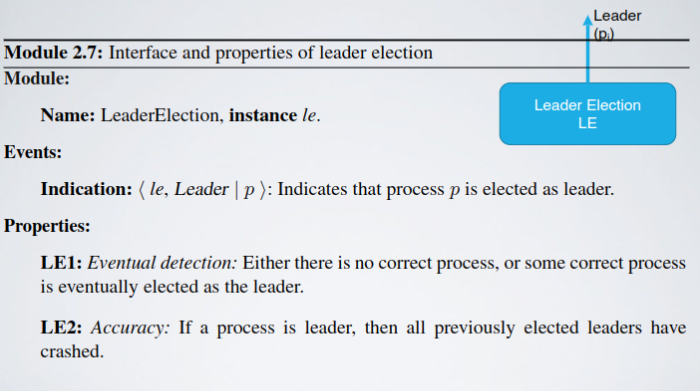 Leader
(pᵢ)
Module 2.7: Interface and properties of leader election
Module:
Name: LeaderElection, instance le.
Leader Election
LE
Events:
Indication: ⟨ le, Leader | p ⟩: Indicates that process p is elected as leader.
Properties:
LE1: Eventual detection: Either there is no correct process, or some correct process
is eventually elected as the leader.
LE2: Accuracy: If a process is leader, then all previously elected leaders have
crashed.